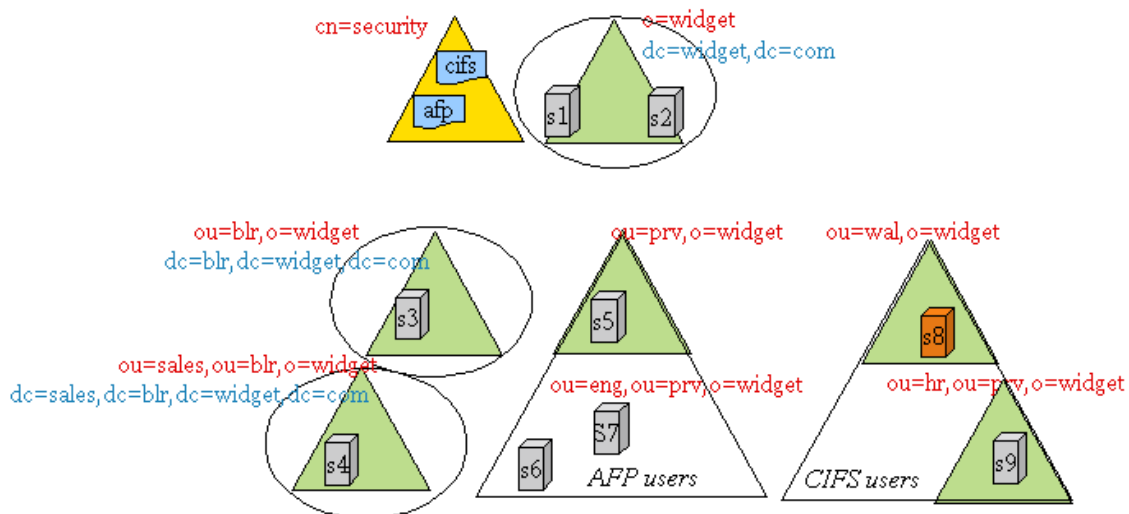 cn=security
o=widget
dc=widget,dc=com
cifs
afp
s1
s2
ou=blr,o=widget
dc=blr,dc=widget,dc=com
s3
ou=prv,o=widget
s5
ou=wal,o=widget
s8
ou=sales,ou=blr,o=widget
dc=sales,dc=blr,dc=widget,dc=com
s4
ou=eng,ou=prv,o=widget
S7
s6
AFP users
ou=hr,ou=prv,o=widget
s9
CIFS users